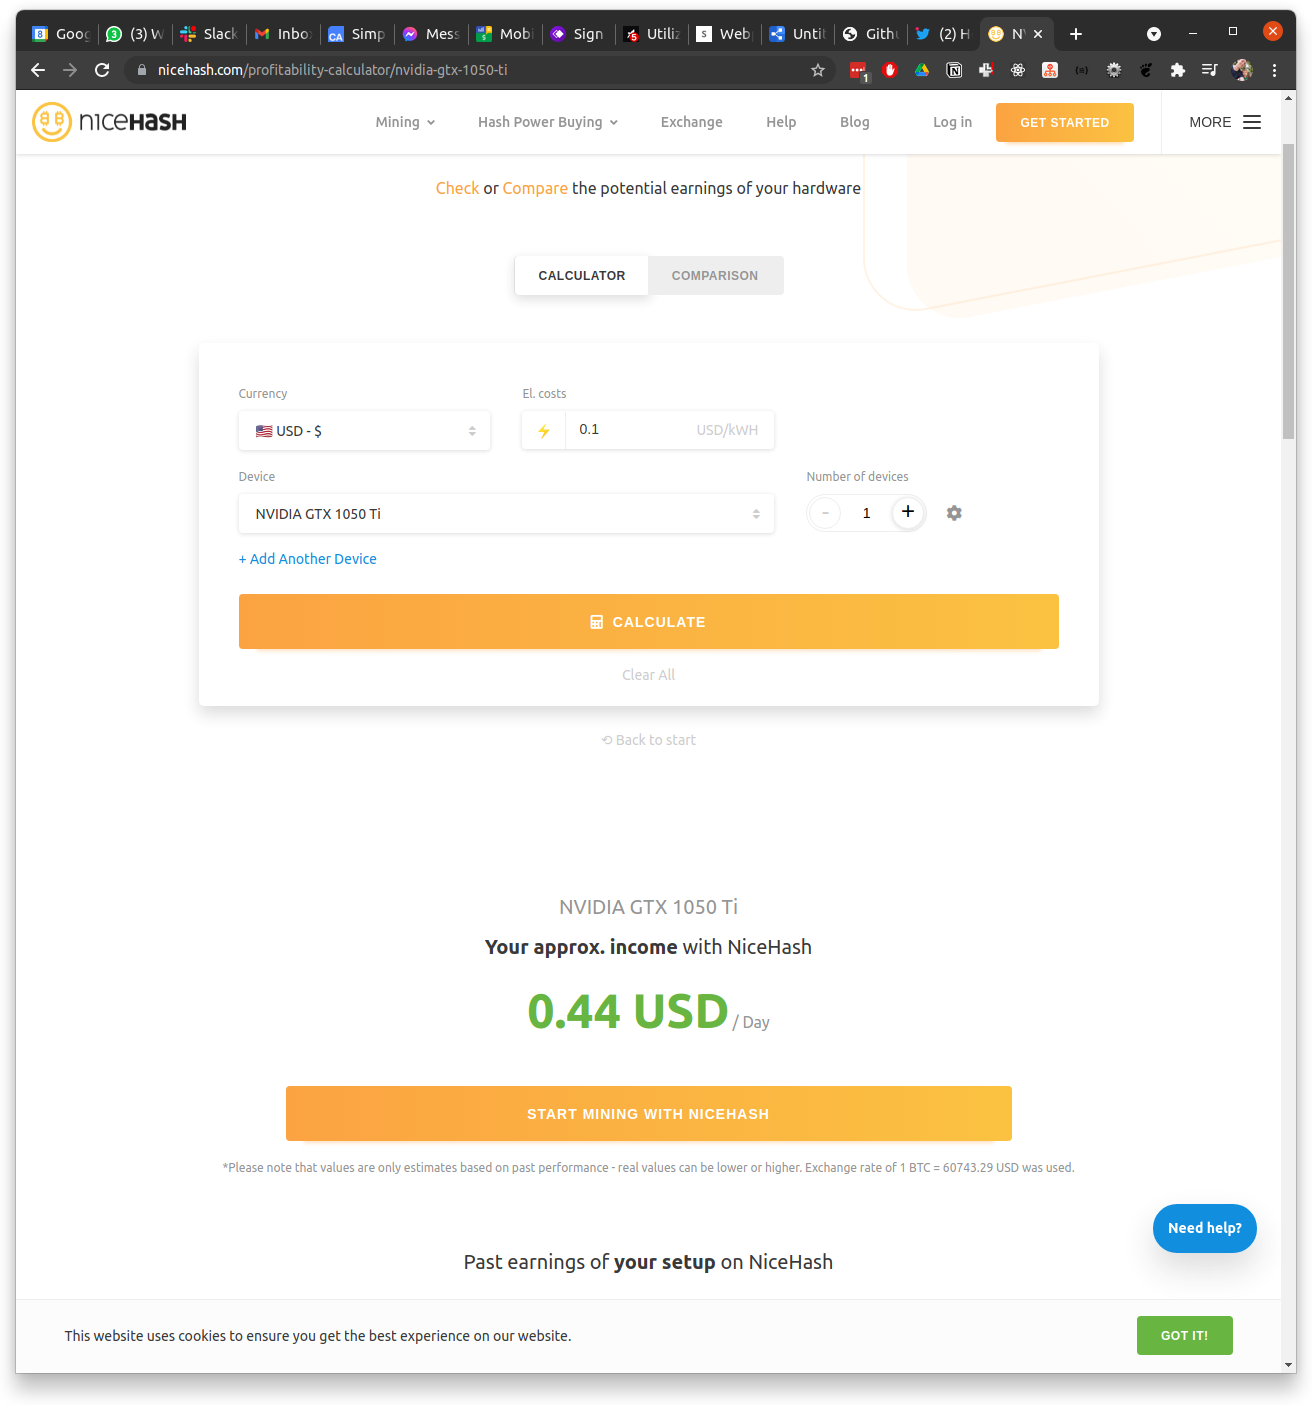 Goog
(3) W
Slack
Inbo
Simp
Mess
Mobi
Sign
Utiliz
Web
Untit
Gith
(2) H
N
nicehash.com/profitability-calculator/nvidia-gtx-1050-ti
1
nıceHasH
Mining
Hash Power Buying
Exchange
Help
Blog
Log in
GET STARTED
MORE
Check or Compare the potential earnings of your hardware
CALCULATOR
COMPARISON
Currency
El. costs
USD - $
0.1
USD/kWH
Device
Number of devices
NVIDIA GTX 1050 Ti
- 1 +
+ Add Another Device
CALCULATE
Clear All
Back to start
NVIDIA GTX 1050 Ti
Your approx. income with NiceHash
0.44 USD / Day
START MINING WITH NICEHASH
*Please note that values are only estimates based on past performance - real values can be lower or higher. Exchange rate of 1 BTC = 60743.29 USD was used.
Need help?
Past earnings of your setup on NiceHash
This website uses cookies to ensure you get the best experience on our website.
GOT IT!